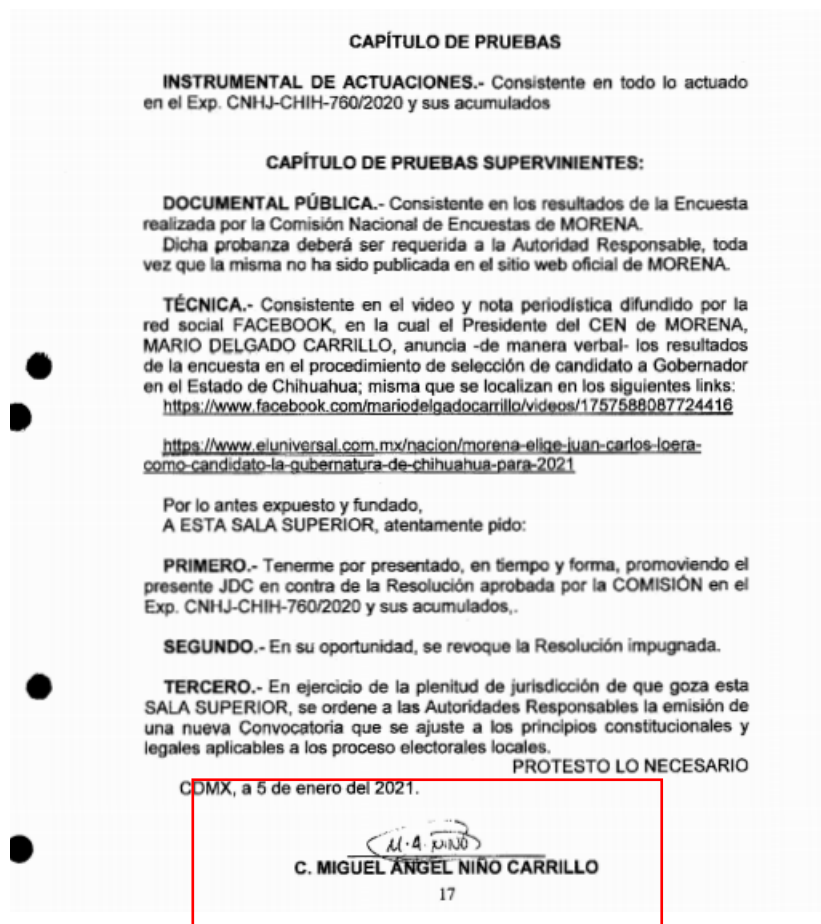 CAPÍTULO DE PRUEBAS
INSTRUMENTAL DE ACTUACIONES.- Consistente en todo lo actuado
en el Exp. CNHJ-CHIH-760/2020 y sus acumulados
CAPÍTULO DE PRUEBAS SUPERVINIENTES:
DOCUMENTAL PÚBLICA.- Consistente en los resultados de la Encuesta
realizada por la Comisión Nacional de Encuestas de MORENA.
Dicha probanza deberá ser requerida a la Autoridad Responsable, toda
vez que la misma no ha sido publicada en el sitio web oficial de MORENA.
TÉCNICA.- Consistente en el video y nota periodística difundido por la
red social FACEBOOK, en la cual el Presidente del CEN de MORENA,
MARIO DELGADO CARRILLO, anuncia -de manera verbal- los resultados
de la encuesta en el procedimiento de selección de candidato a Gobernador
en el Estado de Chihuahua; misma que se localizan en los siguientes links:
https://www.facebook.com/mariodelgadocarrillo/videos/1757588087724416
https://www.eluniversal.com.mx/nacion/morena-elige-juan-carlos-loera-
como-candidato-la-gubernatura-de-chihuahua-para-2021
Por lo antes expuesto y fundado,
A ESTA SALA SUPERIOR, atentamente pido:
PRIMERO.- Tenerme por presentado, en tiempo y forma, promoviendo el
presente JDC en contra de la Resolución aprobada por la COMISIÓN en el
Exp. CNHJ-CHIH-760/2020 y sus acumulados,.
SEGUNDO.- En su oportunidad, se revoque la Resolución impugnada.
TERCERO.- En ejercicio de la plenitud de jurisdicción de que goza esta
SALA SUPERIOR, se ordene a las Autoridades Responsables la emisión de
una nueva Convocatoria que se ajuste a los principios constitucionales y
legales aplicables a los proceso electorales locales.
PROTESTO LO NECESARIO
CDMX, a 5 de enero del 2021.
M.A. NIÑO
C. MIGUEL ÁNGEL NIÑO CARRILLO
17